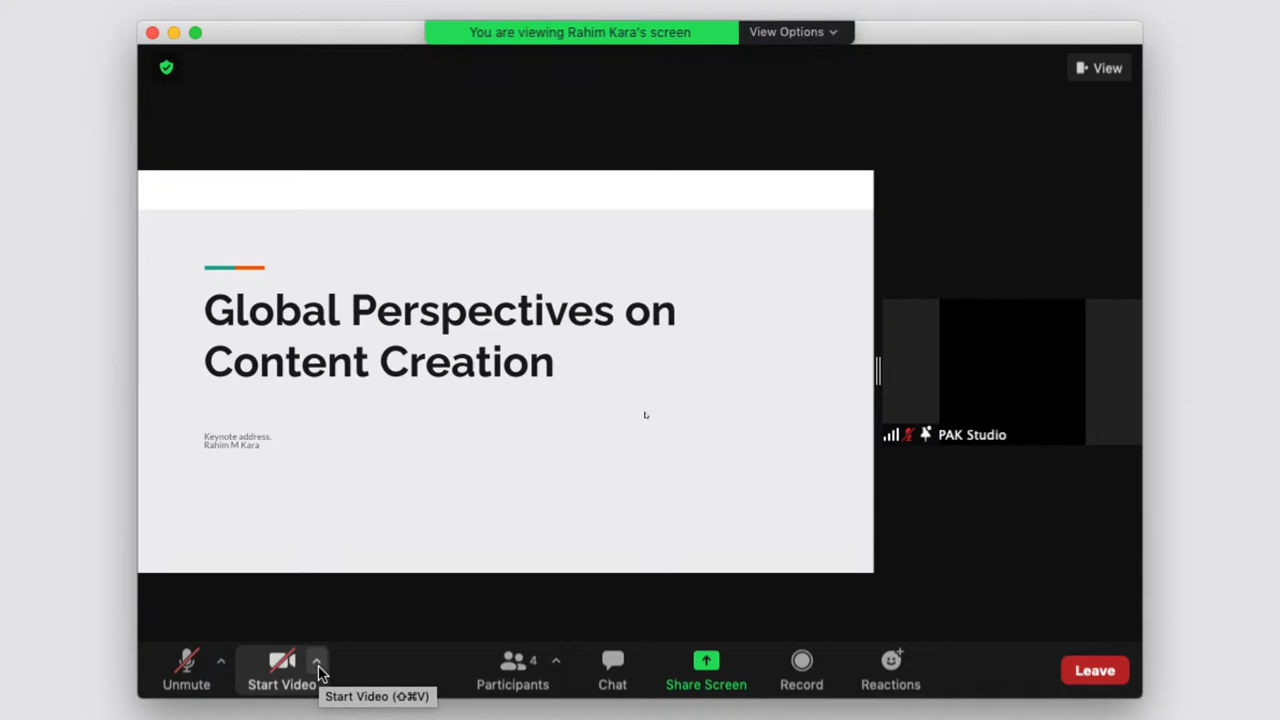 You are viewing Rahim Kara's screen
View Options
View
Global Perspectives on
Content Creation
Keynote address.
Rahim M Kara
PAK Studio
Unmute
Start Video
4
Participants
Chat
Share Screen
Record
Reactions
Leave
Start Video (⇧⌘V)